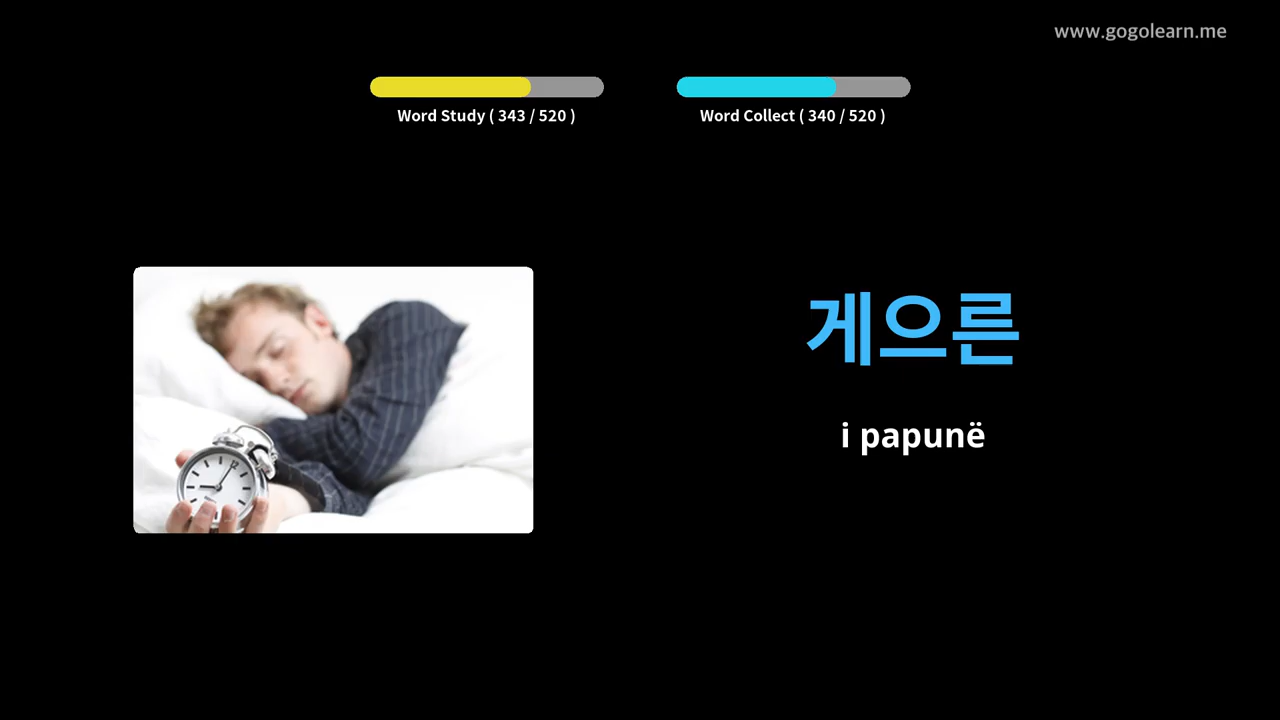 www.gogolearn.me
Word Study ( 343 / 520 )
Word Collect ( 340 / 520 )
게으른
i papunë